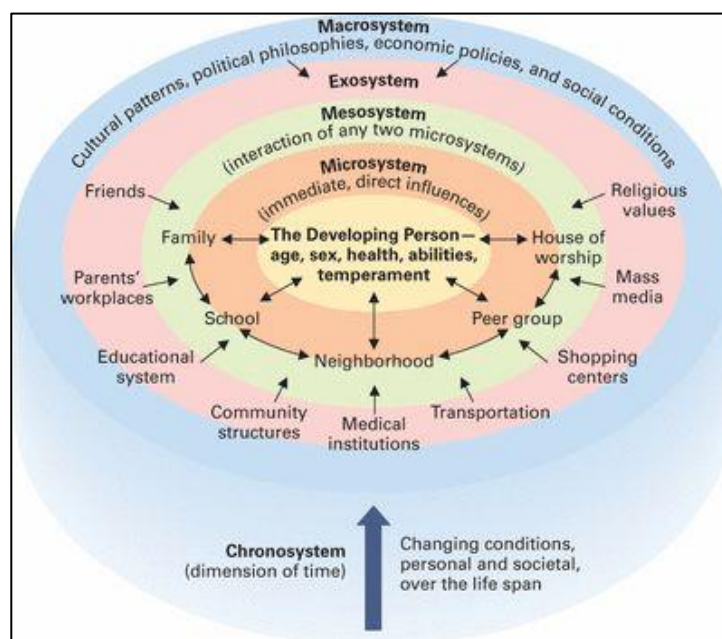 Macrosystem
Cultural patterns, political philosophies, economic policies, and social conditions
Exosystem
Mesosystem
(interaction of any two microsystems)
Microsystem
(immediate, direct influences)
Friends
Religious
values
The Developing Person—
age, sex, health, abilities,
temperament
Family
House of
worship
Parents'
workplaces
Mass
media
School
Peer group
Educational
system
Neighborhood
Shopping
centers
Community
structures
Medical
institutions
Transportation
Chronosystem
(dimension of time)
Changing conditions,
personal and societal,
over the life span